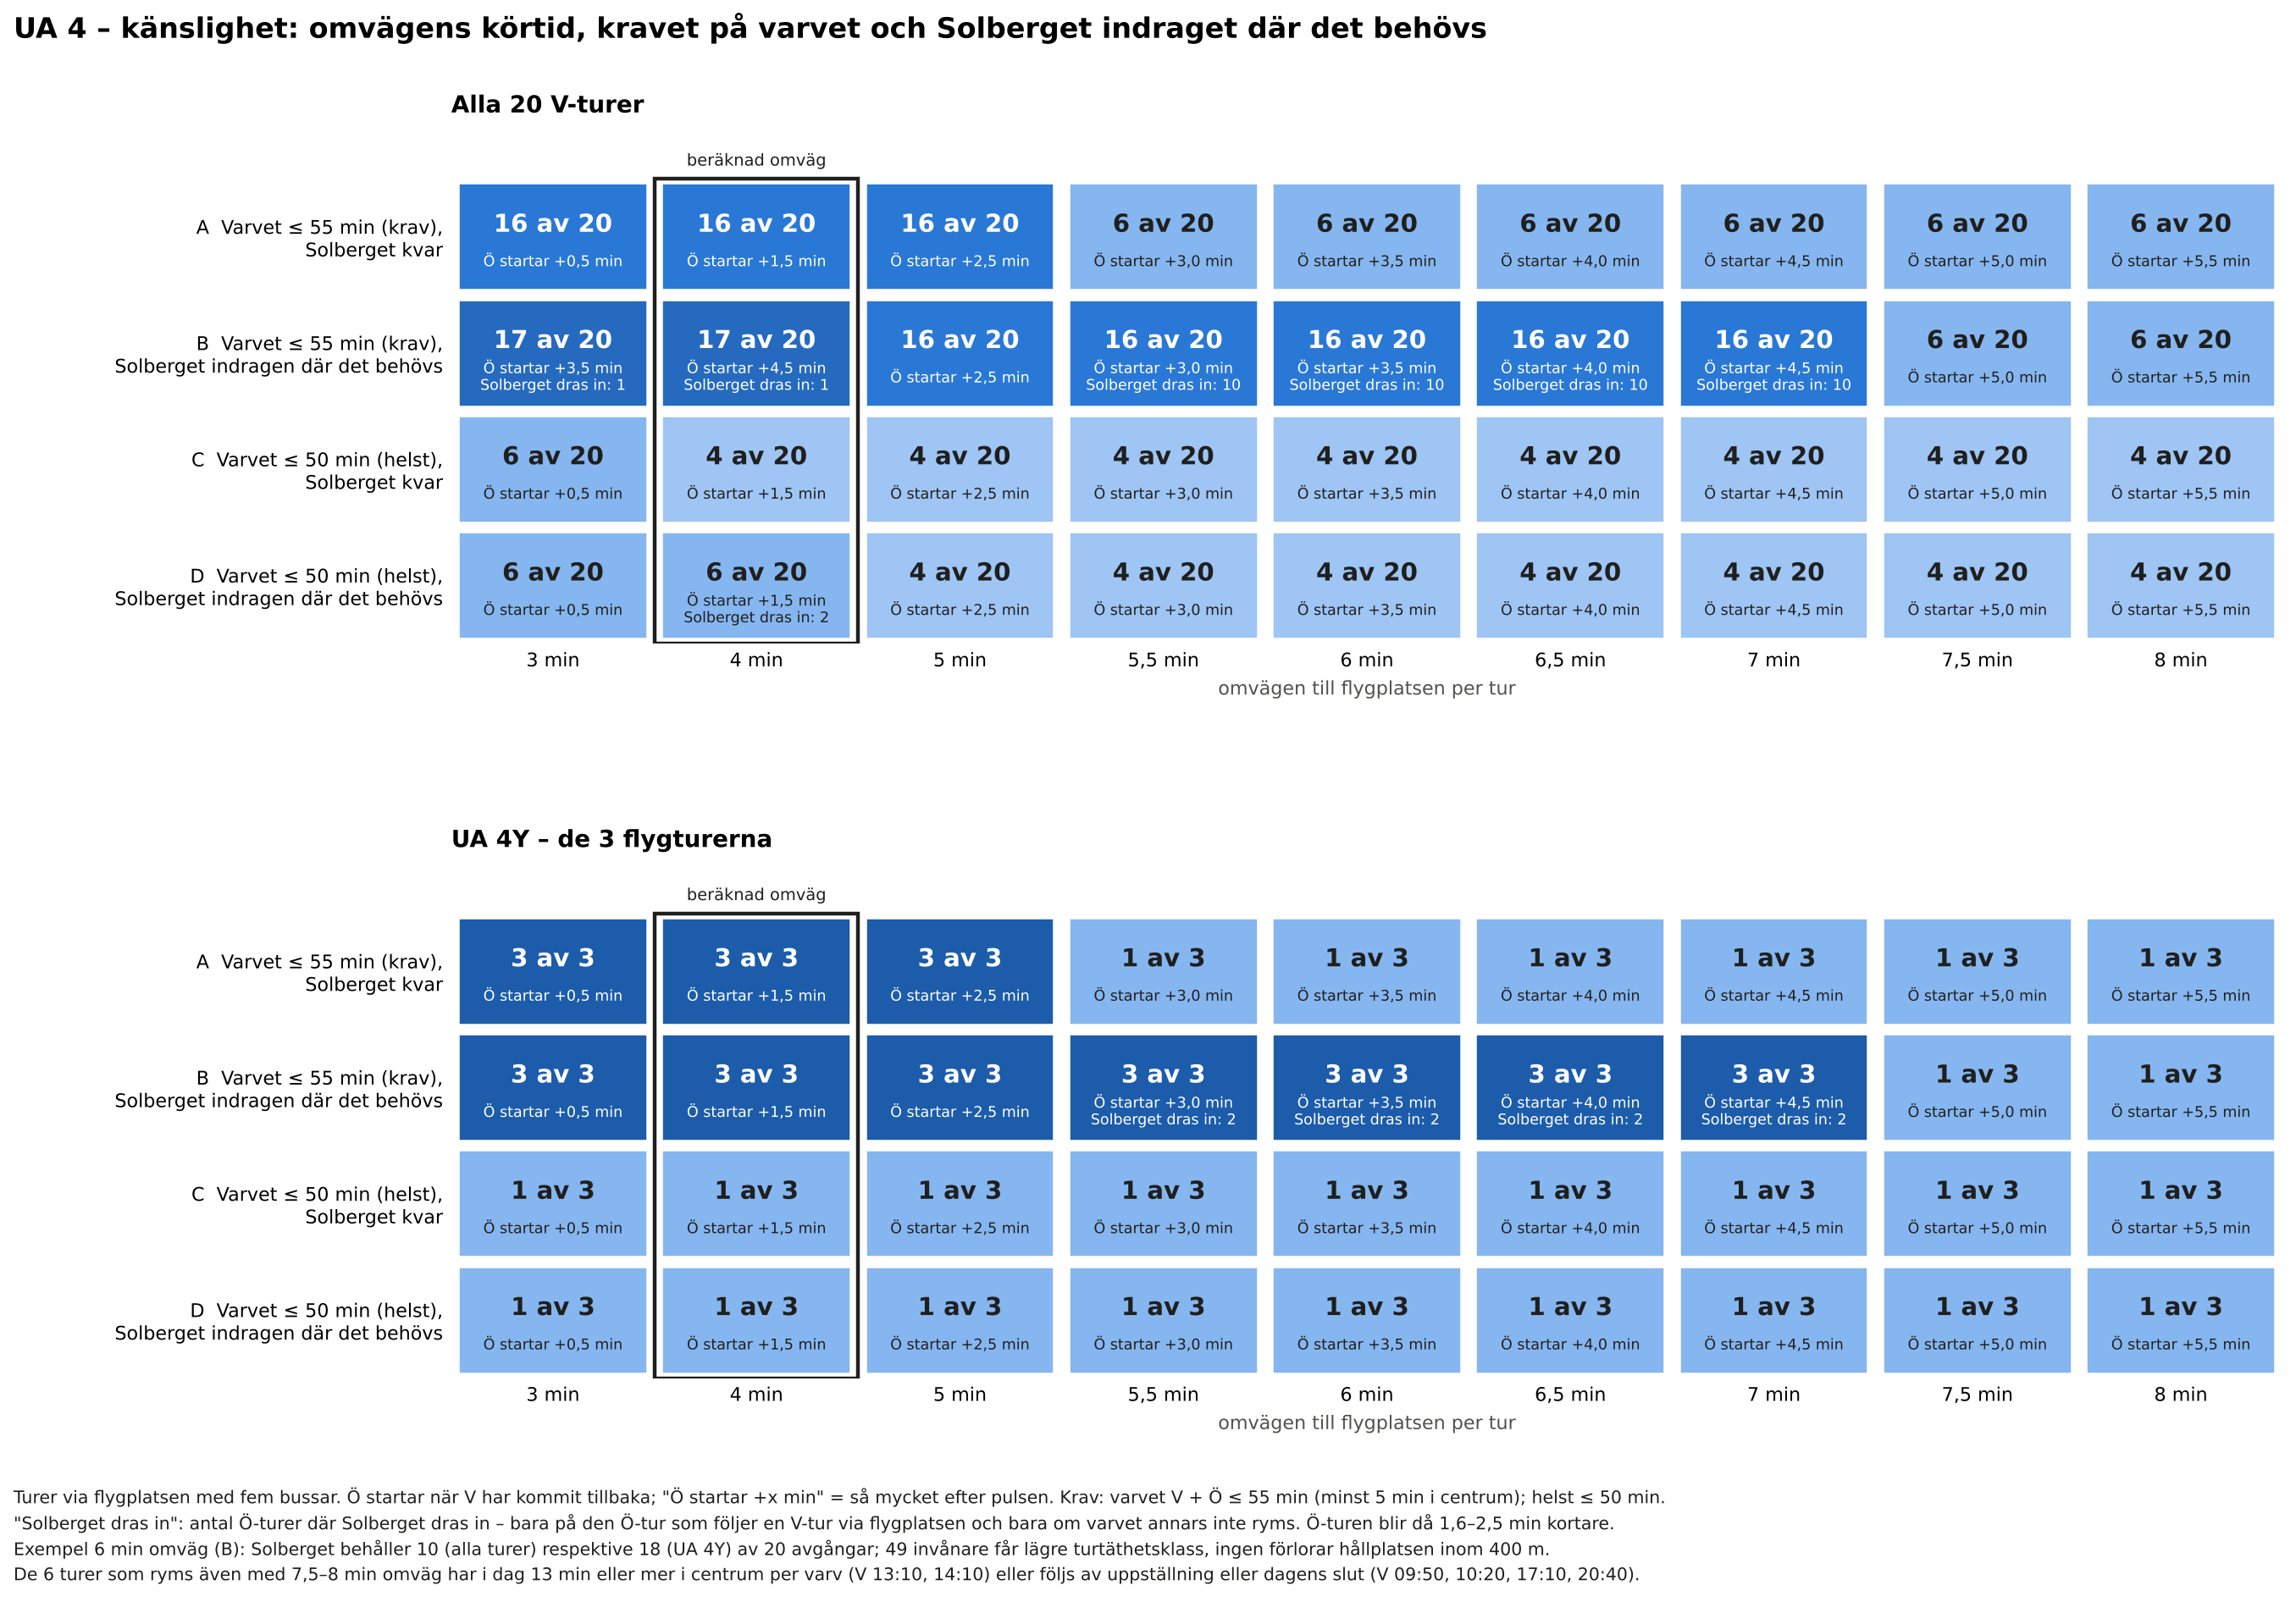 UA 4 – känslighet: omvägens körtid, kravet på varvet och Solberget indraget där det behövs
Alla 20 V-turer
beräknad omväg
A  Varvet ≤ 55 min (krav),
Solberget kvar
16 av 20
Ö startar +0,5 min
16 av 20
Ö startar +1,5 min
16 av 20
Ö startar +2,5 min
6 av 20
Ö startar +3,0 min
6 av 20
Ö startar +3,5 min
6 av 20
Ö startar +4,0 min
6 av 20
Ö startar +4,5 min
6 av 20
Ö startar +5,0 min
6 av 20
Ö startar +5,5 min
B  Varvet ≤ 55 min (krav),
Solberget indragen där det behövs
17 av 20
Ö startar +3,5 min
Solberget dras in: 1
17 av 20
Ö startar +4,5 min
Solberget dras in: 1
16 av 20
Ö startar +2,5 min
16 av 20
Ö startar +3,0 min
Solberget dras in: 10
16 av 20
Ö startar +3,5 min
Solberget dras in: 10
16 av 20
Ö startar +4,0 min
Solberget dras in: 10
16 av 20
Ö startar +4,5 min
Solberget dras in: 10
6 av 20
Ö startar +5,0 min
6 av 20
Ö startar +5,5 min
C  Varvet ≤ 50 min (helst),
Solberget kvar
6 av 20
Ö startar +0,5 min
4 av 20
Ö startar +1,5 min
4 av 20
Ö startar +2,5 min
4 av 20
Ö startar +3,0 min
4 av 20
Ö startar +3,5 min
4 av 20
Ö startar +4,0 min
4 av 20
Ö startar +4,5 min
4 av 20
Ö startar +5,0 min
4 av 20
Ö startar +5,5 min
D  Varvet ≤ 50 min (helst),
Solberget indragen där det behövs
6 av 20
Ö startar +0,5 min
6 av 20
Ö startar +1,5 min
Solberget dras in: 2
4 av 20
Ö startar +2,5 min
4 av 20
Ö startar +3,0 min
4 av 20
Ö startar +3,5 min
4 av 20
Ö startar +4,0 min
4 av 20
Ö startar +4,5 min
4 av 20
Ö startar +5,0 min
4 av 20
Ö startar +5,5 min
3 min
4 min
5 min
5,5 min
6 min
6,5 min
7 min
7,5 min
8 min
omvägen till flygplatsen per tur
UA 4Y – de 3 flygturerna
beräknad omväg
A  Varvet ≤ 55 min (krav),
Solberget kvar
3 av 3
Ö startar +0,5 min
3 av 3
Ö startar +1,5 min
3 av 3
Ö startar +2,5 min
1 av 3
Ö startar +3,0 min
1 av 3
Ö startar +3,5 min
1 av 3
Ö startar +4,0 min
1 av 3
Ö startar +4,5 min
1 av 3
Ö startar +5,0 min
1 av 3
Ö startar +5,5 min
B  Varvet ≤ 55 min (krav),
Solberget indragen där det behövs
3 av 3
Ö startar +0,5 min
3 av 3
Ö startar +1,5 min
3 av 3
Ö startar +2,5 min
3 av 3
Ö startar +3,0 min
Solberget dras in: 2
3 av 3
Ö startar +3,5 min
Solberget dras in: 2
3 av 3
Ö startar +4,0 min
Solberget dras in: 2
3 av 3
Ö startar +4,5 min
Solberget dras in: 2
1 av 3
Ö startar +5,0 min
1 av 3
Ö startar +5,5 min
C  Varvet ≤ 50 min (helst),
Solberget kvar
1 av 3
Ö startar +0,5 min
1 av 3
Ö startar +1,5 min
1 av 3
Ö startar +2,5 min
1 av 3
Ö startar +3,0 min
1 av 3
Ö startar +3,5 min
1 av 3
Ö startar +4,0 min
1 av 3
Ö startar +4,5 min
1 av 3
Ö startar +5,0 min
1 av 3
Ö startar +5,5 min
D  Varvet ≤ 50 min (helst),
Solberget indragen där det behövs
1 av 3
Ö startar +0,5 min
1 av 3
Ö startar +1,5 min
1 av 3
Ö startar +2,5 min
1 av 3
Ö startar +3,0 min
1 av 3
Ö startar +3,5 min
1 av 3
Ö startar +4,0 min
1 av 3
Ö startar +4,5 min
1 av 3
Ö startar +5,0 min
1 av 3
Ö startar +5,5 min
3 min
4 min
5 min
5,5 min
6 min
6,5 min
7 min
7,5 min
8 min
omvägen till flygplatsen per tur
Turer via flygplatsen med fem bussar. Ö startar när V har kommit tillbaka; "Ö startar +x min" = så mycket efter pulsen. Krav: varvet V + Ö ≤ 55 min (minst 5 min i centrum); helst ≤ 50 min.
"Solberget dras in": antal Ö-turer där Solberget dras in – bara på den Ö-tur som följer en V-tur via flygplatsen och bara om varvet annars inte ryms. Ö-turen blir då 1,6–2,5 min kortare.
Exempel 6 min omväg (B): Solberget behåller 10 (alla turer) respektive 18 (UA 4Y) av 20 avgångar; 49 invånare får lägre turtäthetsklass, ingen förlorar hållplatsen inom 400 m.
De 6 turer som ryms även med 7,5–8 min omväg har i dag 13 min eller mer i centrum per varv (V 13:10, 14:10) eller följs av uppställning eller dagens slut (V 09:50, 10:20, 17:10, 20:40).